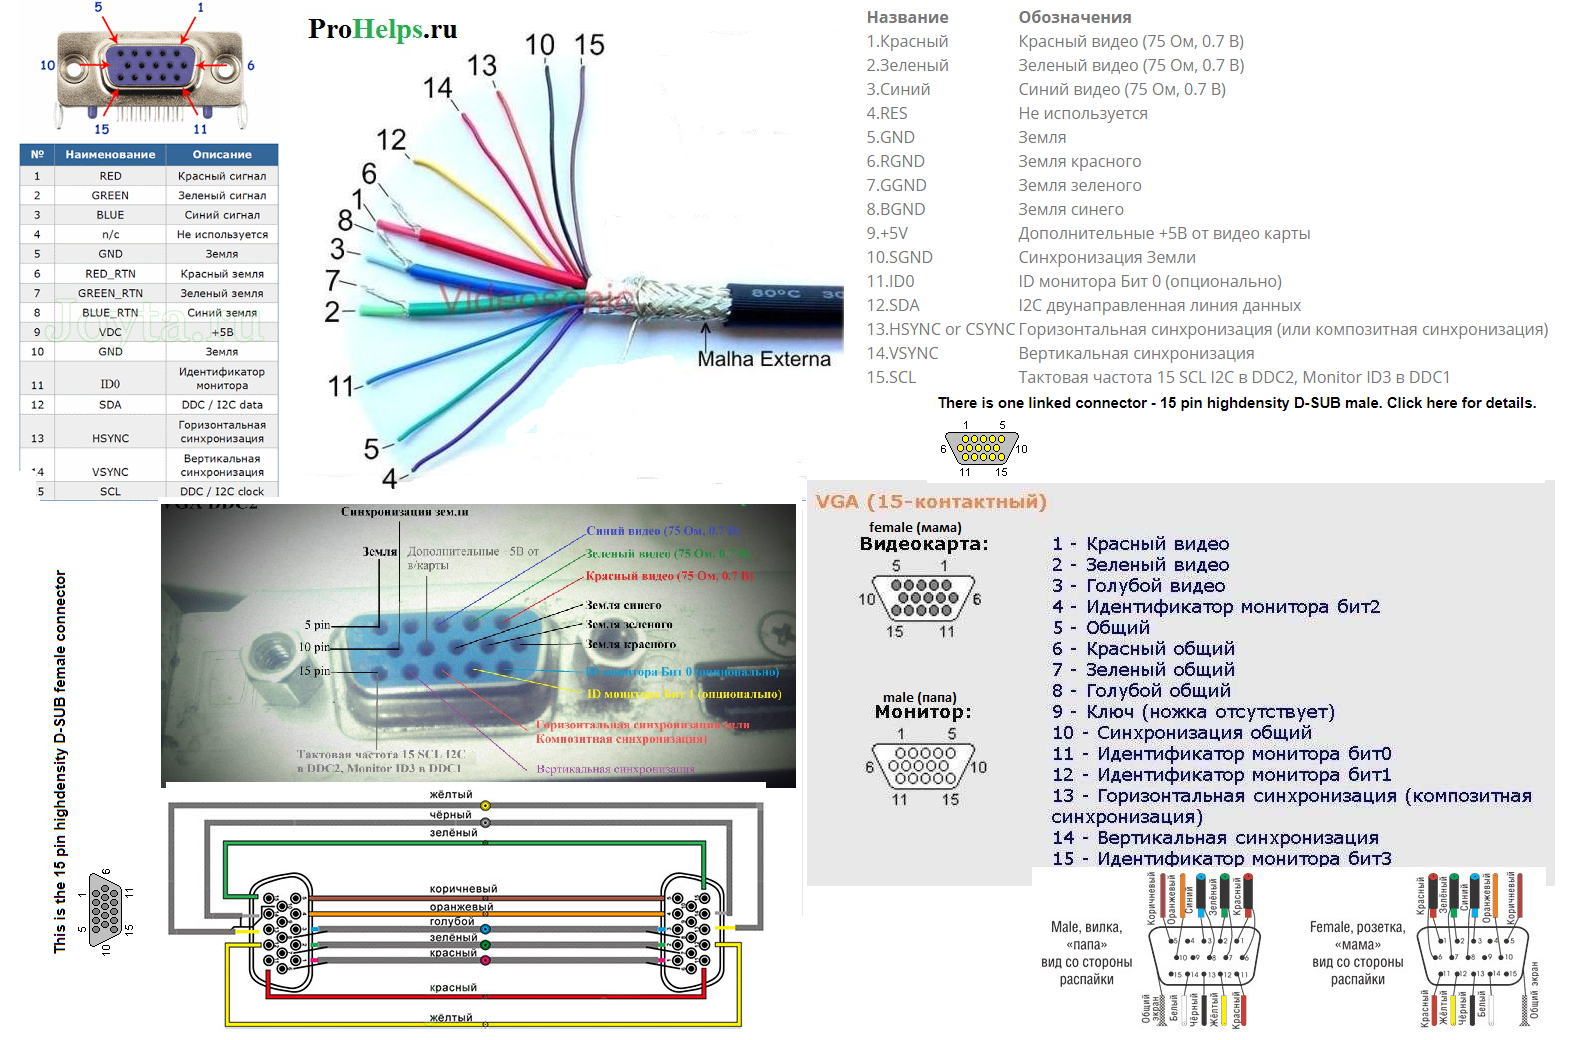 5
1
10
6
15
11
№ Наименование Описание
1 RED Красный сигнал
2 GREEN Зеленый сигнал
3 BLUE Синий сигнал
4 n/c Не используется
5 GND Земля
6 RED_RTN Красный земля
7 GREEN_RTN Зеленый земля
8 BLUE_RTN Синий земля
9 VDC +5В
10 GND Земля
11 ID0 Идентификатор
монитора
12 SDA DDC / I2C data
13 HSYNC Горизонтальная
синхронизация
14 VSYNC Вертикальная
синхронизация
5 SCL DDC / I2C clock
Joyta.ru
ProHelps.ru
10
15
13
14
12
6
1
8
3
7
2
11
5
4
Videosonic
80°C
Malha Externa
Название Обозначения
1.Красный Красный видео (75 Ом, 0.7 В)
2.Зеленый Зеленый видео (75 Ом, 0.7 В)
3.Синий Синий видео (75 Ом, 0.7 В)
4.RES Не используется
5.GND Земля
6.RGND Земля красного
7.GGND Земля зеленого
8.BGND Земля синего
9.+5V Дополнительные +5В от видео карты
10.SGND Синхронизация Земли
11.ID0 ID монитора Бит 0 (опционально)
12.SDA I2C двунаправленная линия данных
13.HSYNC or CSYNC Горизонтальная синхронизация (или композитная синхронизация)
14.VSYNC Вертикальная синхронизация
15.SCL Тактовая частота 15 SCL I2C в DDC2, Monitor ID3 в DDC1
There is one linked connector - 15 pin highdensity D-SUB male. Click here for details.
1 5
6 10
11 15
VGA DDC2
Синхронизация земли
Земля
Дополнительные +5В от
в/карты
Синий видео (75 Ом, 0.7 В)
Зеленый видео (75 Ом, 0.7 В)
Красный видео (75 Ом, 0.7 В)
Земля синего
Земля зеленого
Земля красного
5 pin
10 pin
15 pin
ID монитора Бит 0 (опционально)
ID монитора Бит 1 (опционально)
Горизонтальная синхронизация (или
Композитная синхронизация)
Тактовая частота 15 SCL I2C
в DDC2, Monitor ID3 в DDC1
Вертикальная синхронизация
VGA (15-контактный)
female (мама)
Видеокарта:
5 1
10 6
15 11
male (папа)
Монитор:
1 5
6 10
11 15
1 - Красный видео
2 - Зеленый видео
3 - Голубой видео
4 - Идентификатор монитора бит2
5 - Общий
6 - Красный общий
7 - Зеленый общий
8 - Голубой общий
9 - Ключ (ножка отсутствует)
10 - Синхронизация общий
11 - Идентификатор монитора бит0
12 - Идентификатор монитора бит1
13 - Горизонтальная синхронизация (композитная
синхронизация)
14 - Вертикальная синхронизация
15 - Идентификатор монитора бит3
This is the 15 pin highdensity D-SUB female connector
1 6 11
5 10 15
жёлтый
чёрный
зелёный
коричневый
оранжевый
голубой
зелёный
красный
красный
жёлтый
Male, вилка,
«папа»
вид со стороны
распайки
Коричневый
Оранжевый
Синий
Зелёный
Красный
5 4 3 2 1
10 9 8 7 6
15 14 13 12 11
Общий
экран
Белый
Чёрный
Жёлтый
Красный
Female, розетка,
«мама»
вид со стороны
распайки
Красный
Зелёный
Синий
Оранжевый
Коричневый
1 2 3 4 5
6 7 8 9 10
11 12 13 14 15
Красный
Жёлтый
Чёрный
Белый
Общий экран